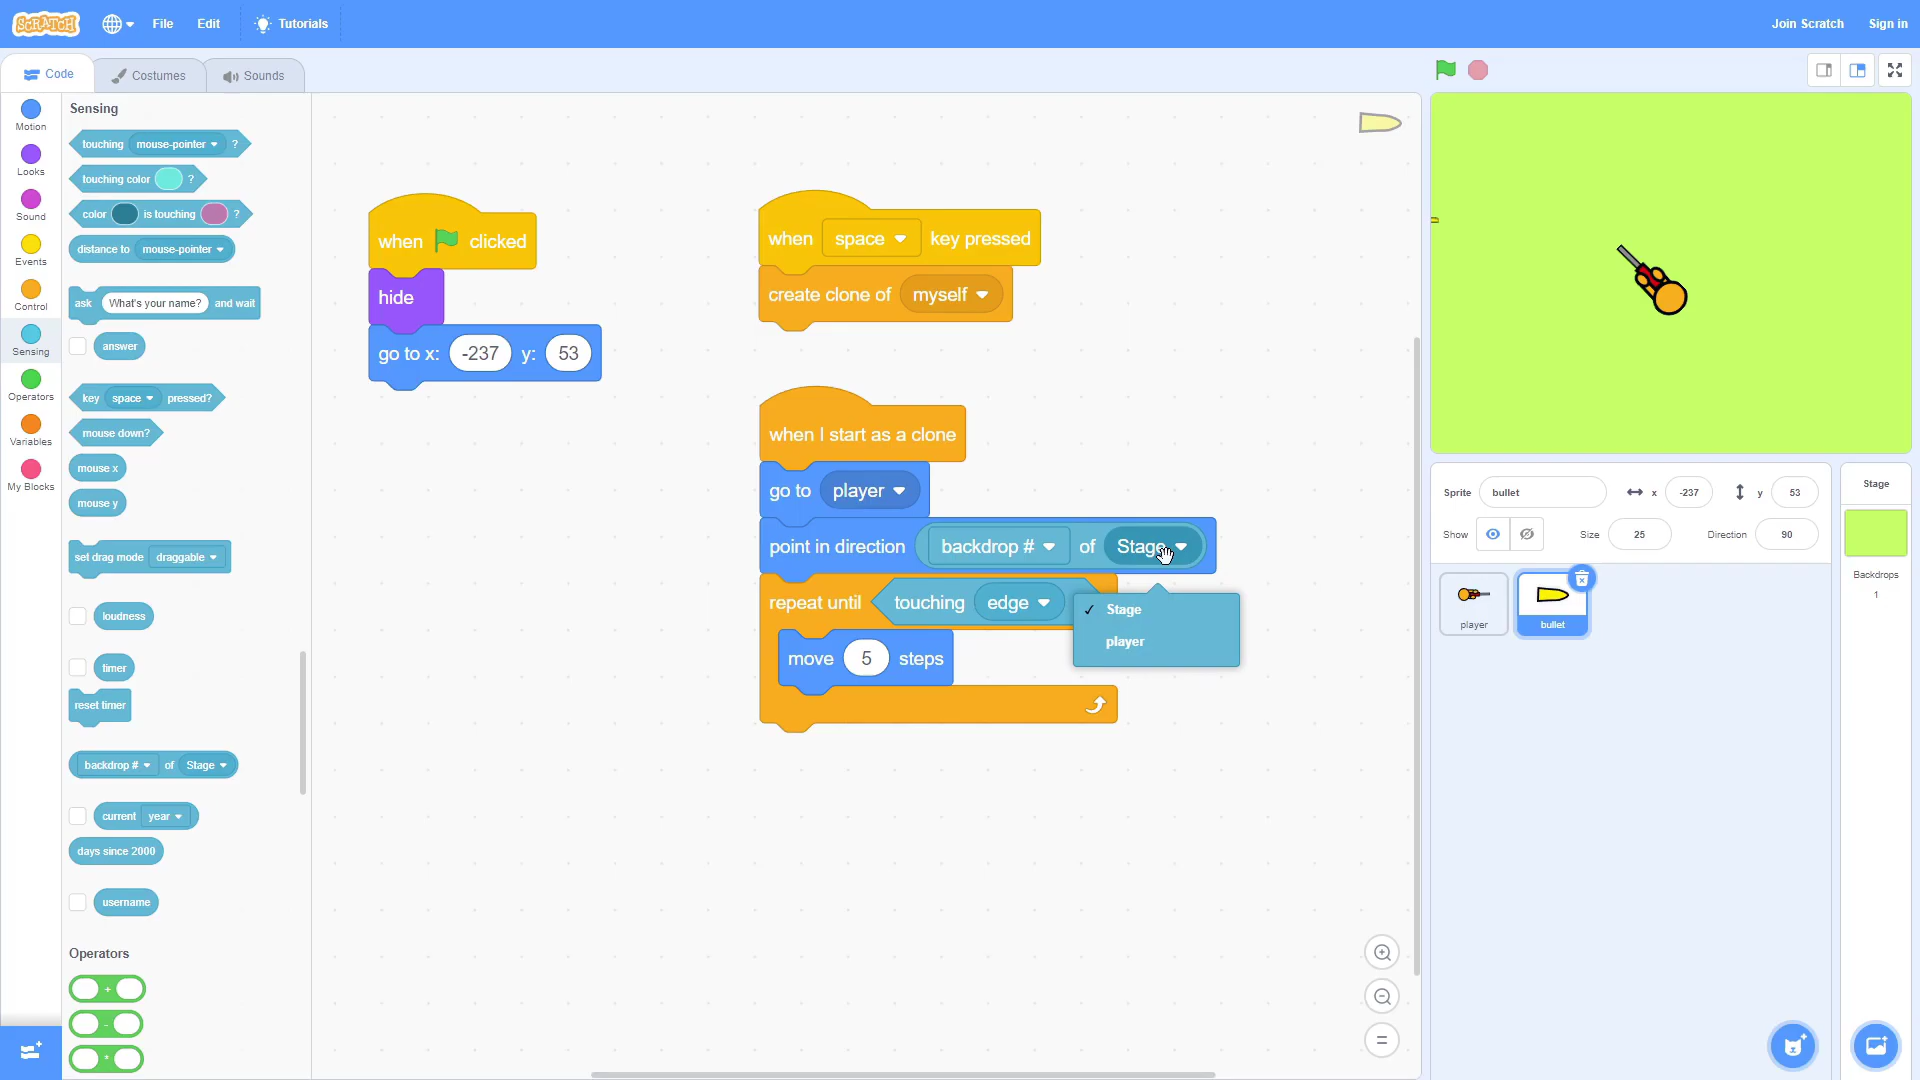 SCRATCH
File
Edit
Tutorials
Join Scratch
Sign in
Code
Costumes
Sounds
Motion
Looks
Sound
Events
Control
Sensing
Operators
Variables
My Blocks
Sensing
touching mouse-pointer ?
touching color ?
color is touching ?
distance to mouse-pointer
ask What's your name? and wait
answer
key space pressed?
mouse down?
mouse x
mouse y
set drag mode draggable
loudness
timer
reset timer
backdrop # of Stage
current year
days since 2000
username
Operators
+
-
*
when clicked
hide
go to x: -237 y: 53
when space key pressed
create clone of myself
when I start as a clone
go to player
point in direction backdrop # of Stage
repeat until touching edge
move 5 steps
✓ Stage
player
=
Sprite bullet x -237 y 53
Show Size 25 Direction 90
player
bullet
Stage
Backdrops
1